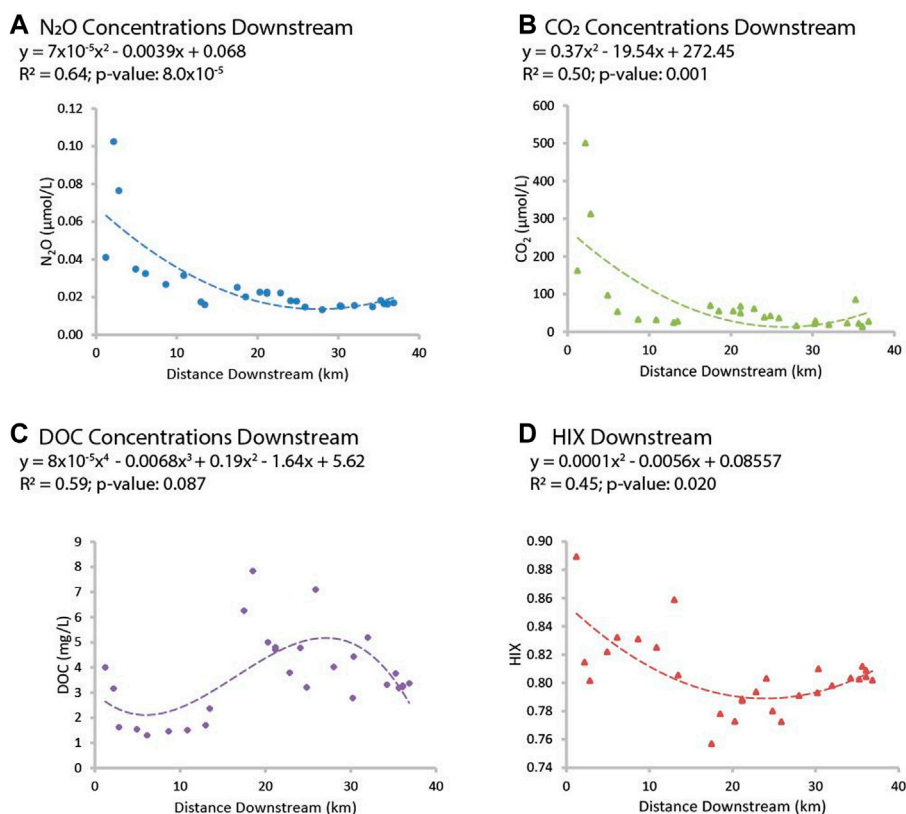 A N₂O Concentrations Downstream
y = 7x10⁻⁵x² - 0.0039x + 0.068
R² = 0.64; p-value: 8.0x10⁻⁵
0.12
0.10
0.08
0.06
0.04
0.02
0.00
N₂O (µmol/L)
0 10 20 30 40
Distance Downstream (km)
B CO₂ Concentrations Downstream
y = 0.37x² - 19.54x + 272.45
R² = 0.50; p-value: 0.001
600
500
400
300
200
100
0
CO₂ (µmol/L)
0 10 20 30 40
Distance Downstream (km)
C DOC Concentrations Downstream
y = 8x10⁻⁵x⁴ - 0.0068x³ + 0.19x² - 1.64x + 5.62
R² = 0.59; p-value: 0.087
9
8
7
6
5
4
3
2
1
0
DOC (mg/L)
0 10 20 30 40
Distance Downstream (km)
D HIX Downstream
y = 0.0001x² - 0.0056x + 0.08557
R² = 0.45; p-value: 0.020
0.90
0.88
0.86
0.84
0.82
0.80
0.78
0.76
0.74
HIX
0 10 20 30 40
Distance Downstream (km)